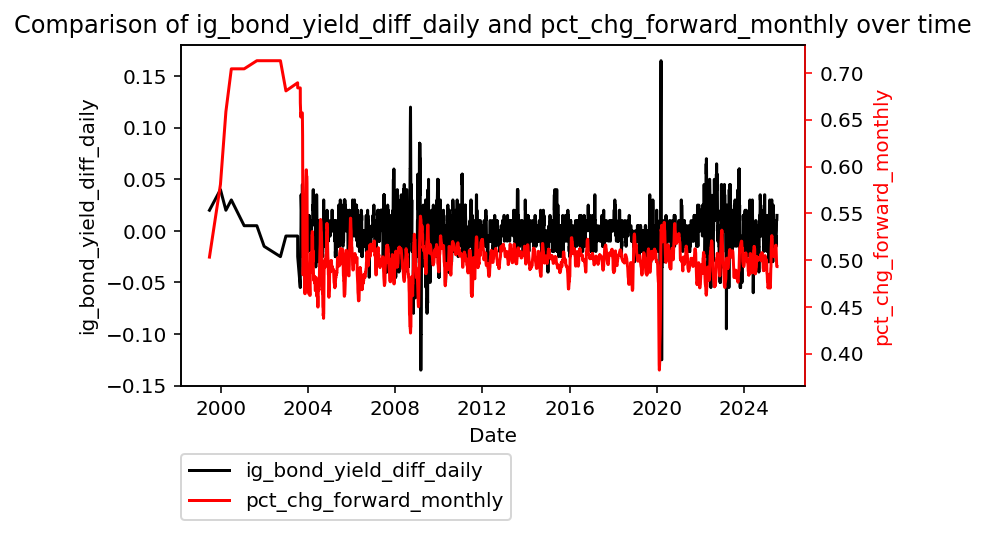 Comparison of ig_bond_yield_diff_daily and pct_chg_forward_monthly over time
ig_bond_yield_diff_daily
0.15
0.10
0.05
0.00
−0.05
−0.10
−0.15
0.70
0.65
0.60
0.55
0.50
0.45
0.40
pct_chg_forward_monthly
2000 2004 2008 2012 2016 2020 2024
Date
ig_bond_yield_diff_daily
pct_chg_forward_monthly